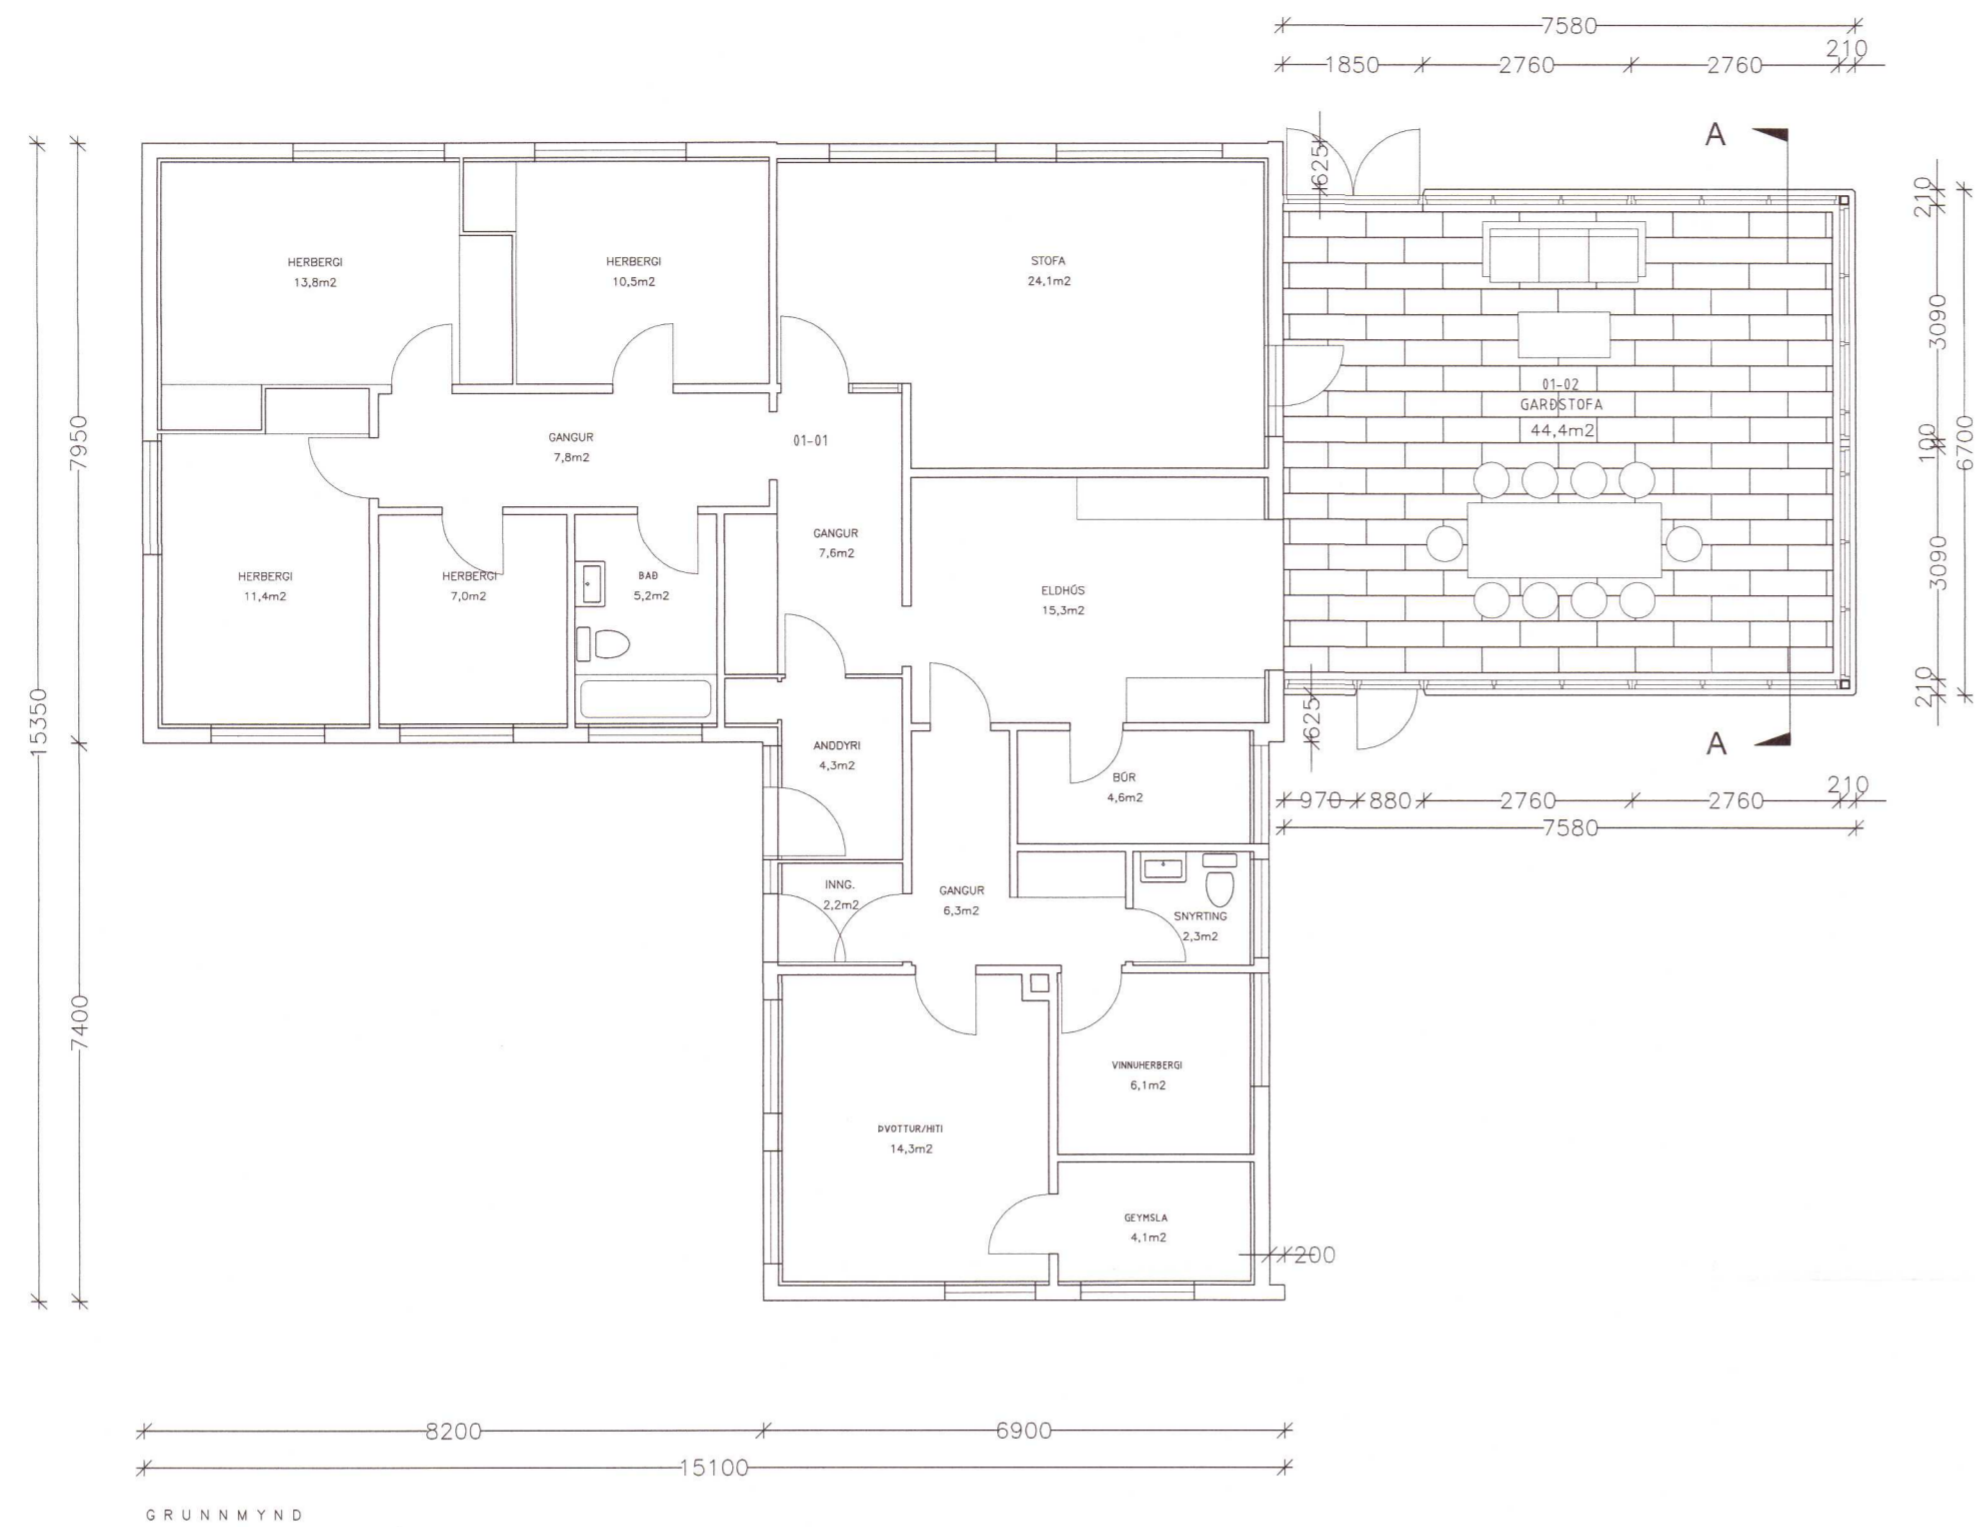 7580
210
1850
2760
2760
A
625
210
HERBERGI
13,8m2
HERBERGI
10,5m2
STOFA
24,1m2
3090
01-02
GARÐSTOFA
44,4m2
7950
GANGUR
7,8m2
01-01
100
6700
GANGUR
7,6m2
HERBERGI
11,4m2
HERBERGI
7,0m2
BAÐ
5,2m2
ELDHÚS
15,3m2
3090
15350
210
625
ANDDYRI
4,3m2
A
BÚR
4,6m2
210
970
880
2760
2760
7580
INNG.
2,2m2
GANGUR
6,3m2
SNYRTING
2,3m2
7400
VINNUHERBERGI
6,1m2
ÞVOTTUR/HITI
14,3m2
GEYMSLA
4,1m2
200
8200
6900
15100
GRUNNMYND